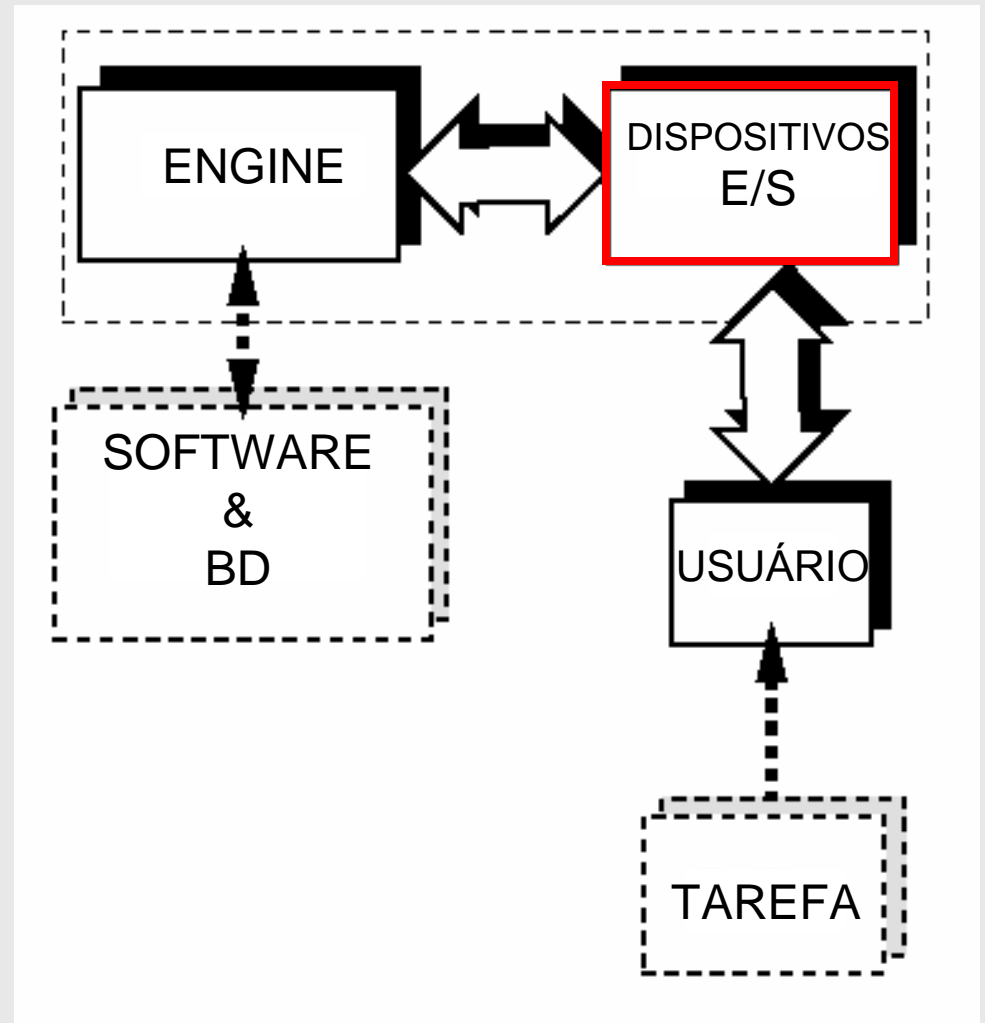 ENGINE
DISPOSITIVOS
E/S
SOFTWARE
&
BD
USUÁRIO
TAREFA